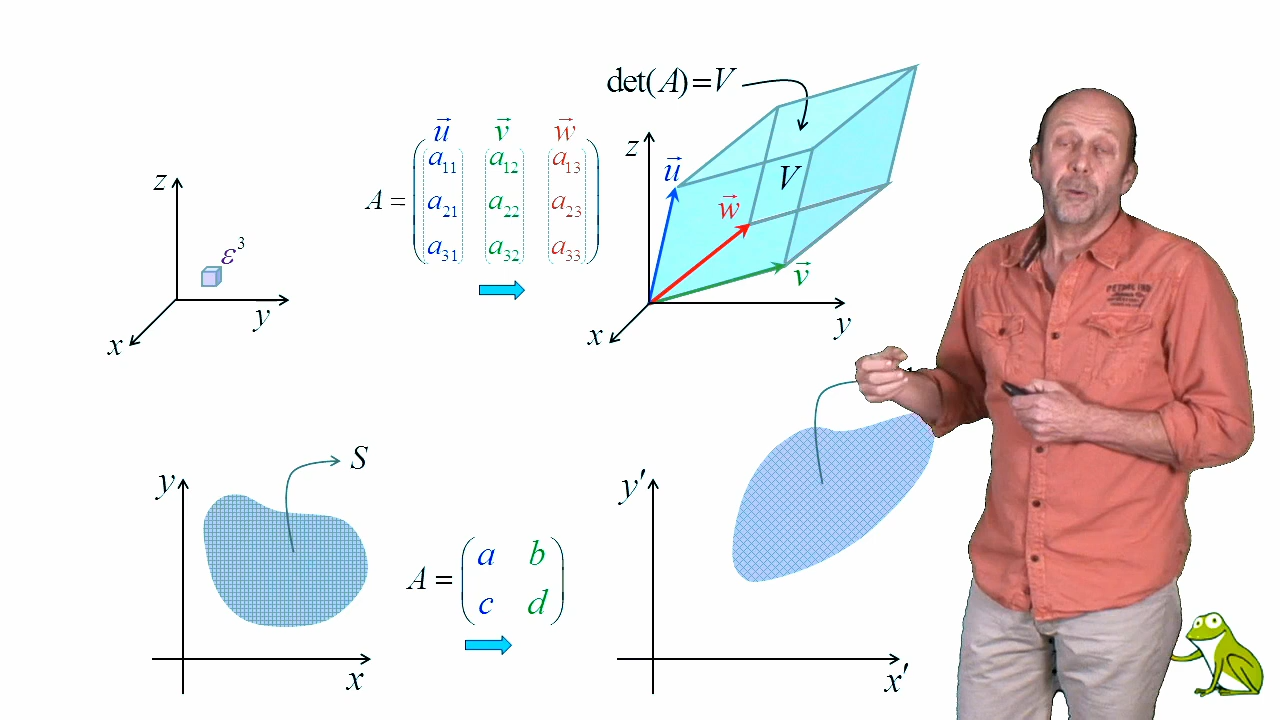 det(A)=V
u⃗ v⃗ w⃗
A = ( a₁₁ a₁₂ a₁₃
a₂₁ a₂₂ a₂₃
a₃₁ a₃₂ a₃₃ )
z
ε³
y
x
z
u⃗
w⃗
V
v⃗
y
x
S
y
x
A = ( a b
c d )
y′
x′